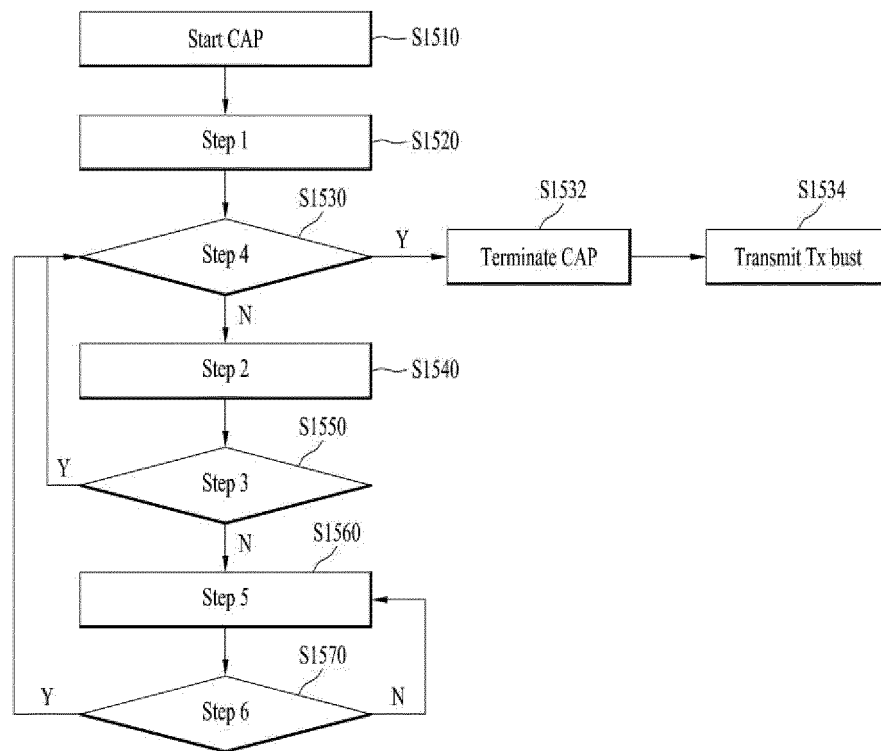 Start CAP
S1510
Step 1
S1520
S1530
Step 4
Y
N
S1532
Terminate CAP
S1534
Transmit Tx bust
Step 2
S1540
S1550
Step 3
Y
N
S1560
Step 5
S1570
Step 6
Y
N